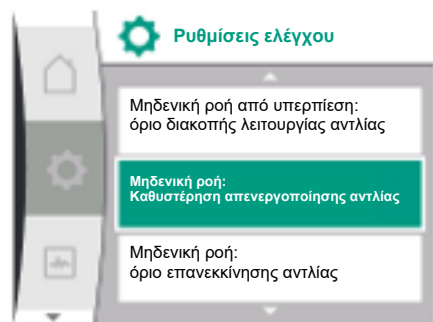 Ρυθμίσεις ελέγχου
Μηδενική ροή από υπερπίεση:
όριο διακοπής λειτουργίας αντλίας
Μηδενική ροή:
Καθυστέρηση απενεργοποίησης αντλίας
Μηδενική ροή:
όριο επανεκκίνησης αντλίας